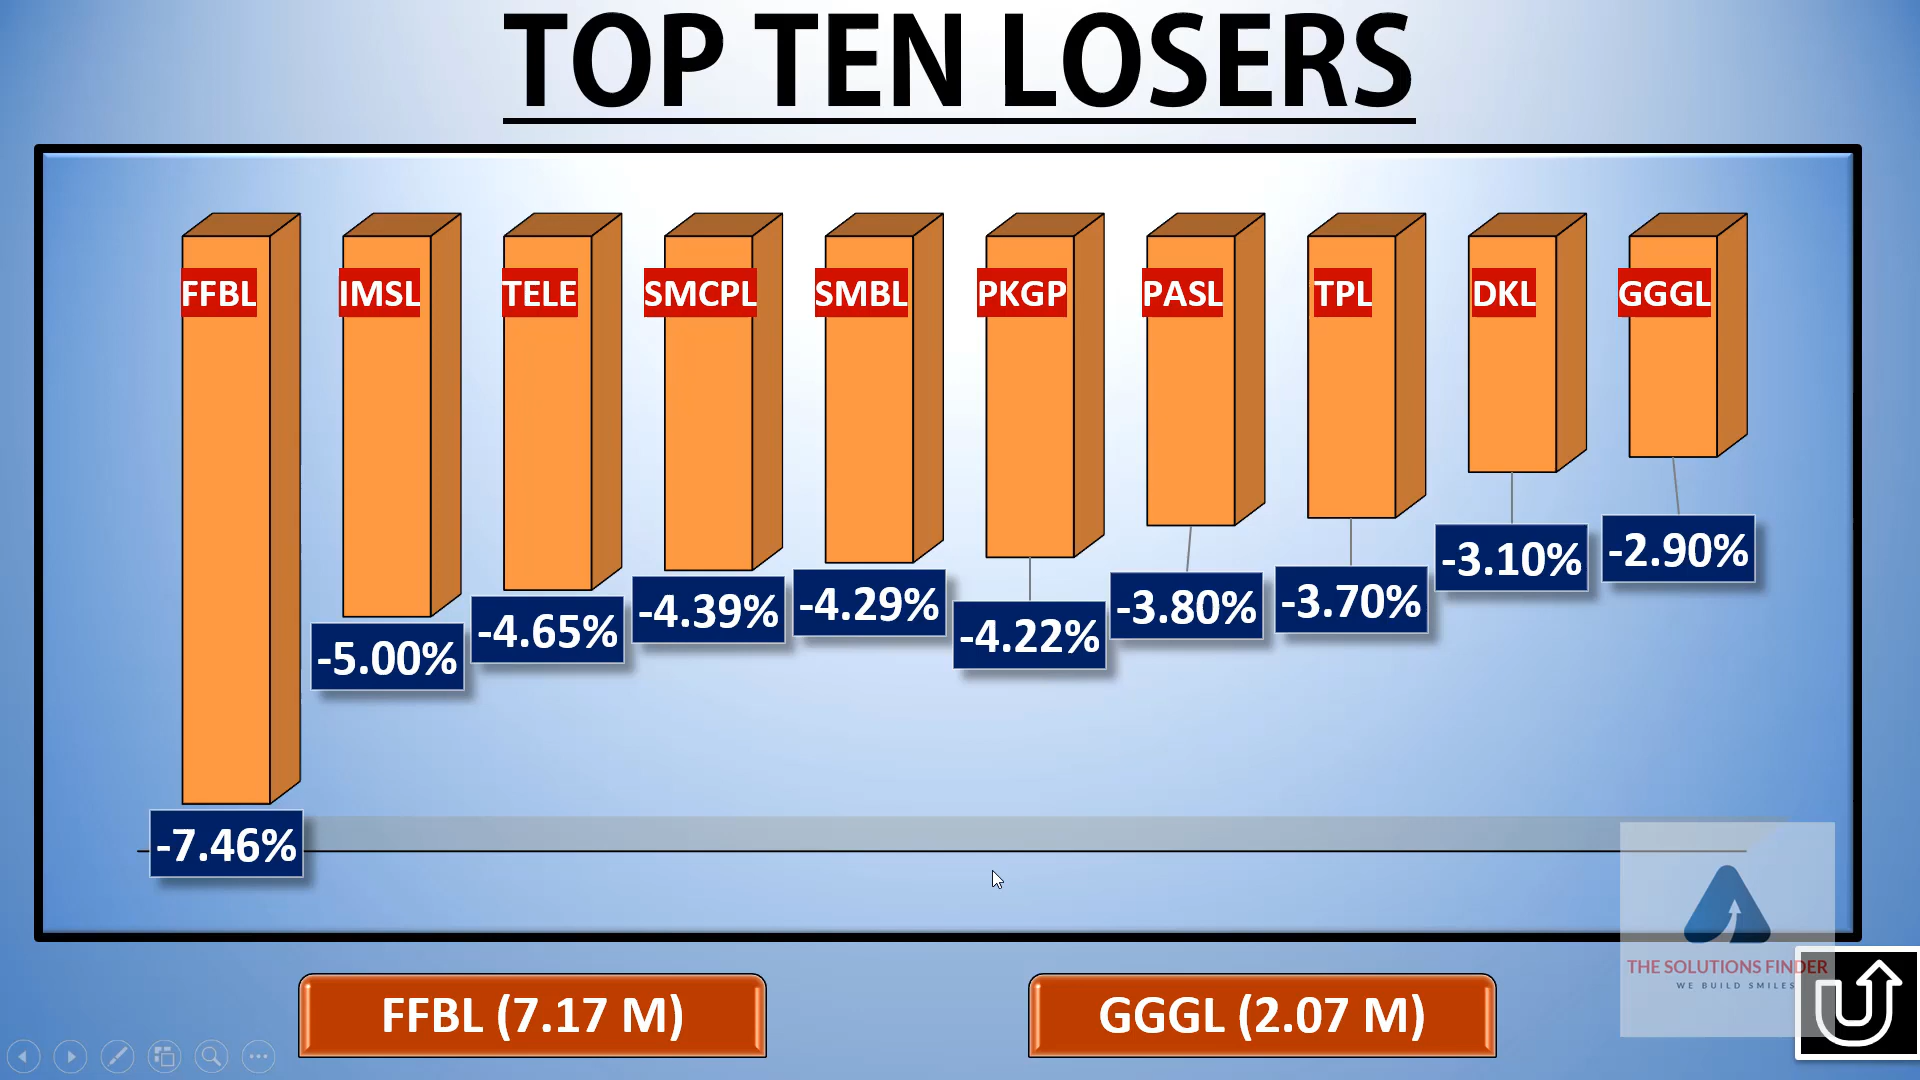 TOP TEN LOSERS
FFBL IMSL TELE SMCPL SMBL PKGP PASL TPL DKL GGGL
-7.46% -5.00% -4.65% -4.39% -4.29% -4.22% -3.80% -3.70% -3.10% -2.90%
THE SOLUTIONS FINDER
WE BUILD SMILES
FFBL (7.17 M) GGGL (2.07 M)